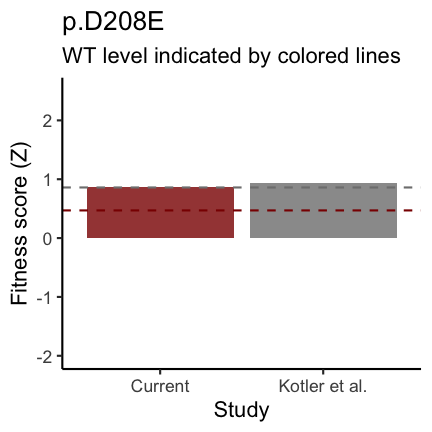 p.D208E
WT level indicated by colored lines
Fitness score (Z)
2
1
0
-1
-2
Current
Kotler et al.
Study